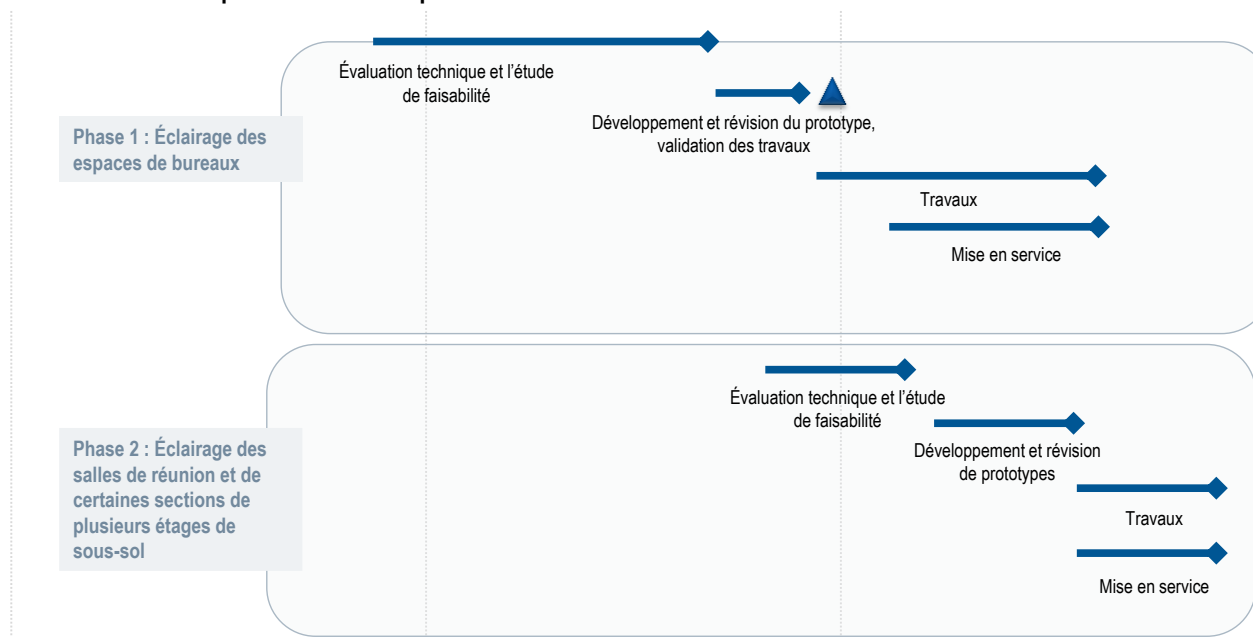 Évaluation technique et l'étude
de faisabilité
Développement et révision du prototype,
validation des travaux
Phase 1 : Éclairage des
espaces de bureaux
Travaux
Mise en service
Évaluation technique et l'étude
de faisabilité
Développement et révision
de prototypes
Phase 2 : Éclairage des
salles de réunion et de
certaines sections de
plusieurs étages de
sous-sol
Travaux
Mise en service